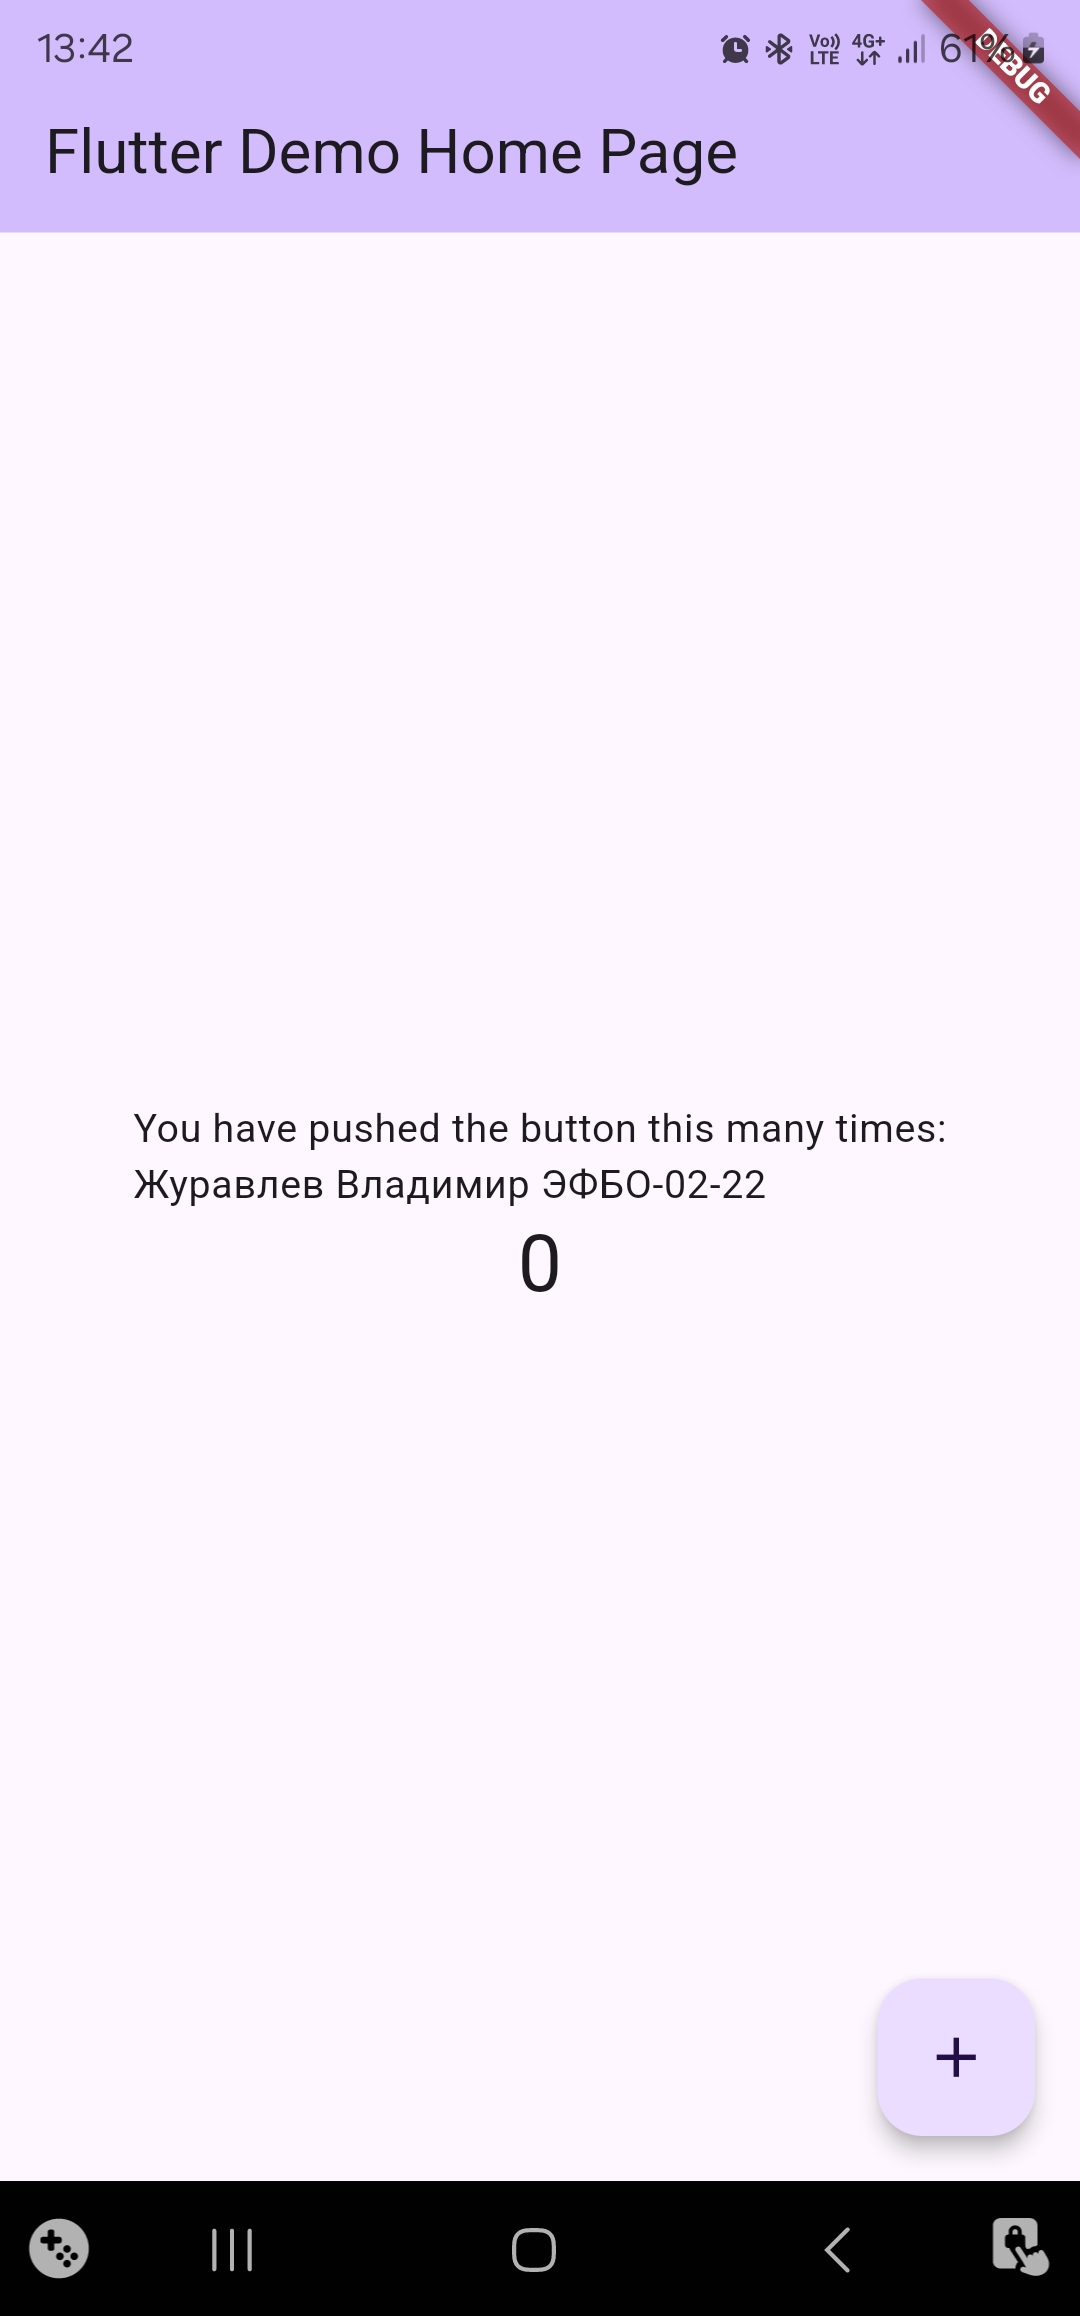 13:42
Vo)) LTE 4G+ 61%
DEBUG
Flutter Demo Home Page
You have pushed the button this many times:
Журавлев Владимир ЭФБО-02-22
0
+